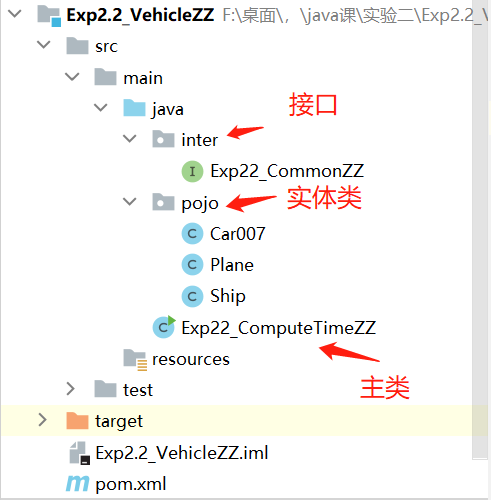 Exp2.2_VehicleZZ F:\桌面\，\java课\实验二\Exp2.2_V
src
main
java
接口
inter
Exp22_CommonZZ
pojo
实体类
Car007
Plane
Ship
Exp22_ComputeTimeZZ
resources
主类
test
target
Exp2.2_VehicleZZ.iml
pom.xml